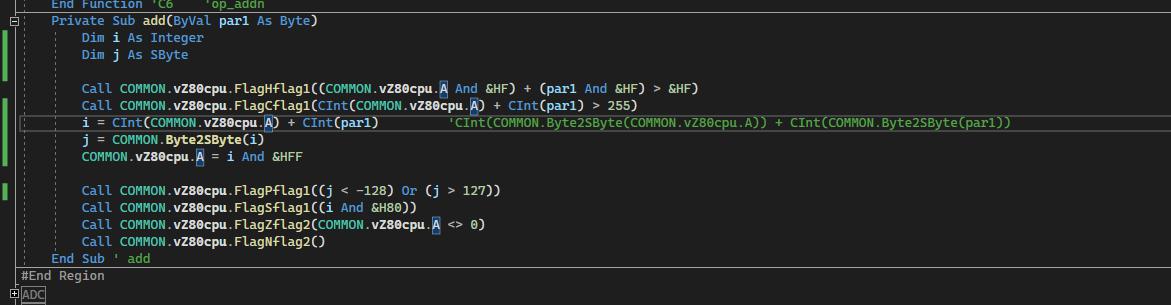 End Function 'C6    'op_addn
Private Sub add(ByVal par1 As Byte)
Dim i As Integer
Dim j As SByte
Call COMMON.vZ80cpu.FlagHflag1((COMMON.vZ80cpu.A And &HF) + (par1 And &HF) > &HF)
Call COMMON.vZ80cpu.FlagCflag1(CInt(COMMON.vZ80cpu.A) + CInt(par1) > 255)
i = CInt(COMMON.vZ80cpu.A) + CInt(par1)         'CInt(COMMON.Byte2SByte(COMMON.vZ80cpu.A)) + CInt(COMMON.Byte2SByte(par1))
j = COMMON.Byte2SByte(i)
COMMON.vZ80cpu.A = i And &HFF
Call COMMON.vZ80cpu.FlagPflag1((j < -128) Or (j > 127))
Call COMMON.vZ80cpu.FlagSflag1((i And &H80))
Call COMMON.vZ80cpu.FlagZflag2(COMMON.vZ80cpu.A <> 0)
Call COMMON.vZ80cpu.FlagNflag2()
End Sub ' add
#End Region
ADC